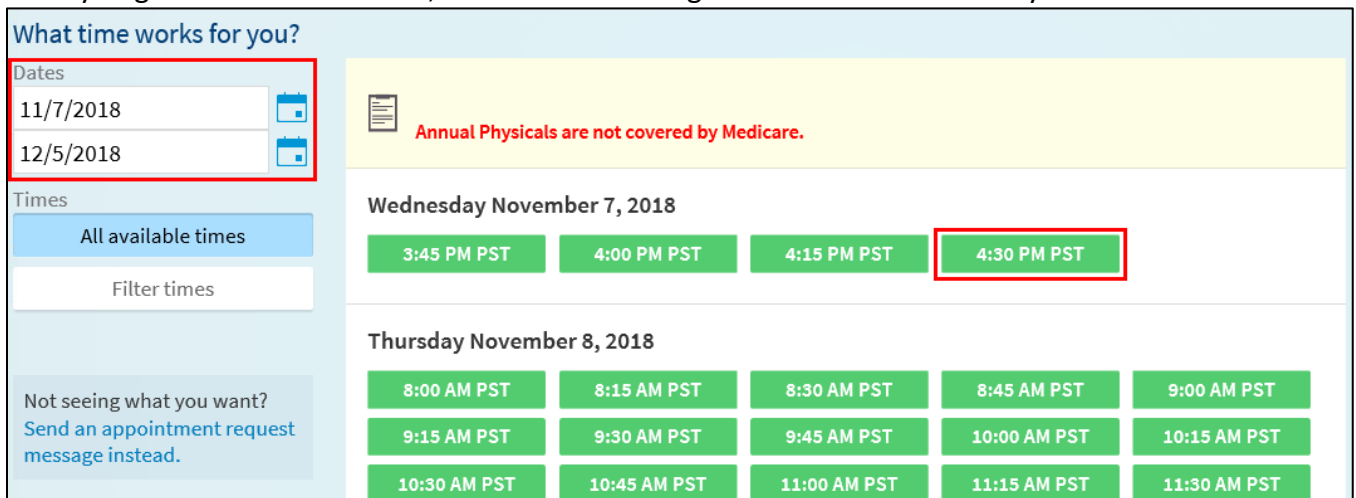 What time works for you?
Dates
11/7/2018
12/5/2018
Times
All available times
Filter times
Not seeing what you want?
Send an appointment request
message instead.
Annual Physicals are not covered by Medicare.
Wednesday November 7, 2018
3:45 PM PST 4:00 PM PST 4:15 PM PST 4:30 PM PST
Thursday November 8, 2018
8:00 AM PST 8:15 AM PST 8:30 AM PST 8:45 AM PST 9:00 AM PST
9:15 AM PST 9:30 AM PST 9:45 AM PST 10:00 AM PST 10:15 AM PST
10:30 AM PST 10:45 AM PST 11:00 AM PST 11:15 AM PST 11:30 AM PST